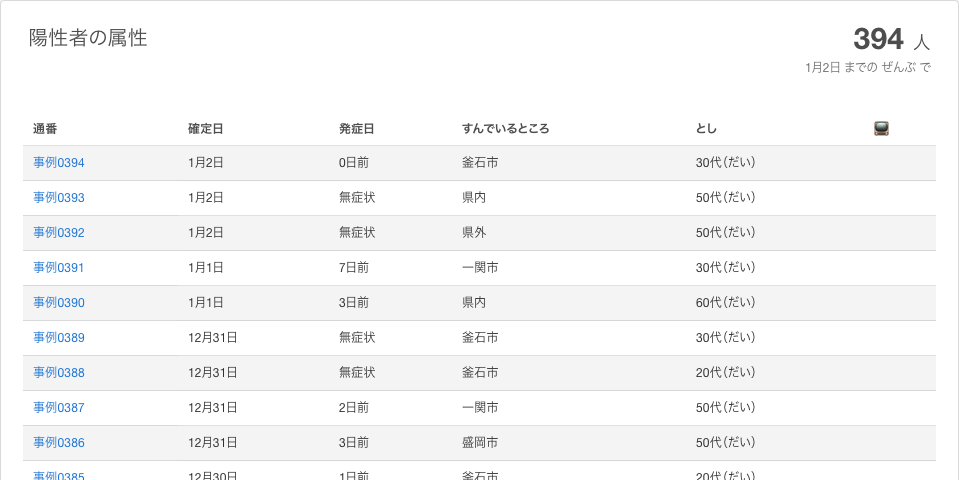 陽性者の属性
394 人
1月2日 までの ぜんぶ で
通番 確定日 発症日 すんでいるところ とし
事例0394 1月2日 0日前 釜石市 30代(だい)
事例0393 1月2日 無症状 県内 50代(だい)
事例0392 1月2日 無症状 県外 50代(だい)
事例0391 1月1日 7日前 一関市 30代(だい)
事例0390 1月1日 3日前 県内 60代(だい)
事例0389 12月31日 無症状 釜石市 30代(だい)
事例0388 12月31日 無症状 釜石市 20代(だい)
事例0387 12月31日 2日前 一関市 50代(だい)
事例0386 12月31日 3日前 盛岡市 50代(だい)
事例0385 12月30日 1日前 釜石市 20代(だい)